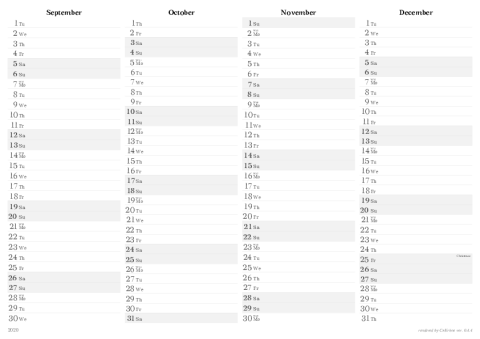 September
1 Tu
2 We
3 Th
4 Fr
5 Sa
6 Su
7 Mo
8 Tu
9 We
10 Th
11 Fr
12 Sa
13 Su
14 Mo
15 Tu
16 We
17 Th
18 Fr
19 Sa
20 Su
21 Mo
22 Tu
23 We
24 Th
25 Fr
26 Sa
27 Su
28 Mo
29 Tu
30 We
October
1 Th
2 Fr
3 Sa
4 Su
5 Mo
6 Tu
7 We
8 Th
9 Fr
10 Sa
11 Su
12 Mo
13 Tu
14 We
15 Th
16 Fr
17 Sa
18 Su
19 Mo
20 Tu
21 We
22 Th
23 Fr
24 Sa
25 Su
26 Mo
27 Tu
28 We
29 Th
30 Fr
31 Sa
November
1 Su
2 Mo
3 Tu
4 We
5 Th
6 Fr
7 Sa
8 Su
9 Mo
10 Tu
11 We
12 Th
13 Fr
14 Sa
15 Su
16 Mo
17 Tu
18 We
19 Th
20 Fr
21 Sa
22 Su
23 Mo
24 Tu
25 We
26 Th
27 Fr
28 Sa
29 Su
30 Mo
December
1 Tu
2 We
3 Th
4 Fr
5 Sa
6 Su
7 Mo
8 Tu
9 We
10 Th
11 Fr
12 Sa
13 Su
14 Mo
15 Tu
16 We
17 Th
18 Fr
19 Sa
20 Su
21 Mo
22 Tu
23 We
24 Th
25 Fr
26 Sa
27 Su
28 Mo
29 Tu
30 We
31 Th
created by